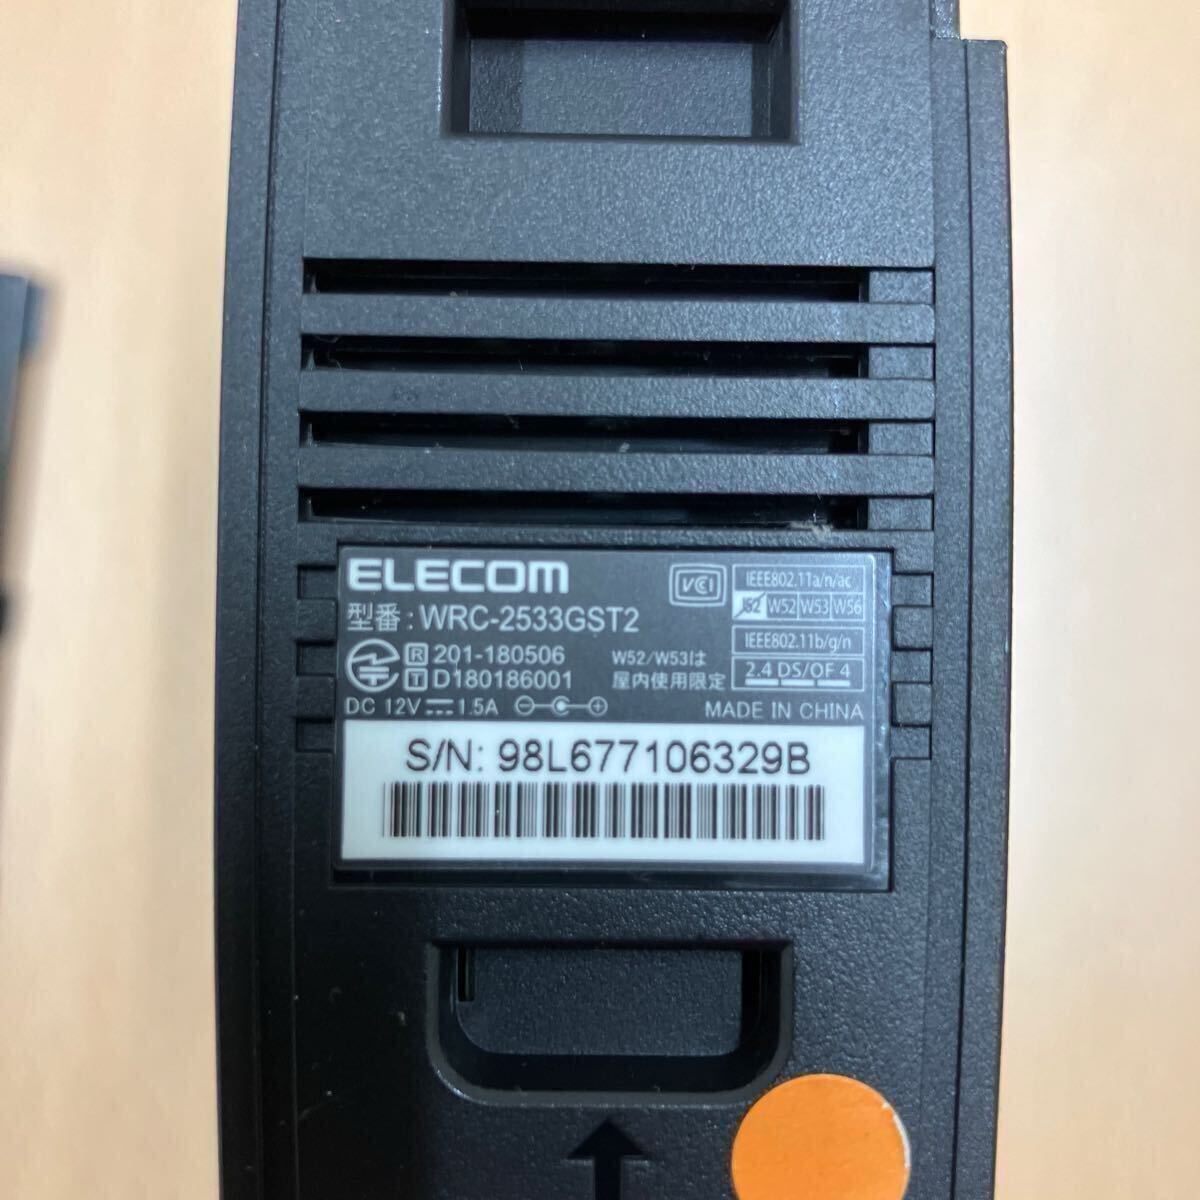 ELECOM
型番:WRC-2533GST2
R 201-180506
T D180186001
DC 12V 1.5A
VCI
IEEE802.11a/n/ac
J52 W52 W53 W56
IEEE802.11b/g/n
2.4 DS/OF 4
W52/W53は
屋内使用限定
MADE IN CHINA
S/N: 98L677106329B